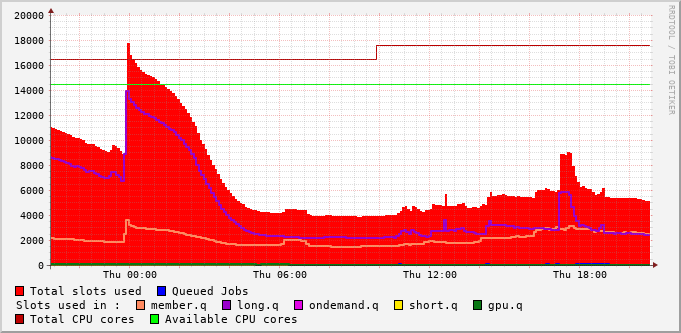 20000
18000
16000
14000
12000
10000
8000
6000
4000
2000
0
Thu 00:00 Thu 06:00 Thu 12:00 Thu 18:00
RRDTOOL / TOBI OETIKER
Total slots used Queued Jobs
Slots used in : member.q long.q ondemand.q short.q gpu.q
Total CPU cores Available CPU cores